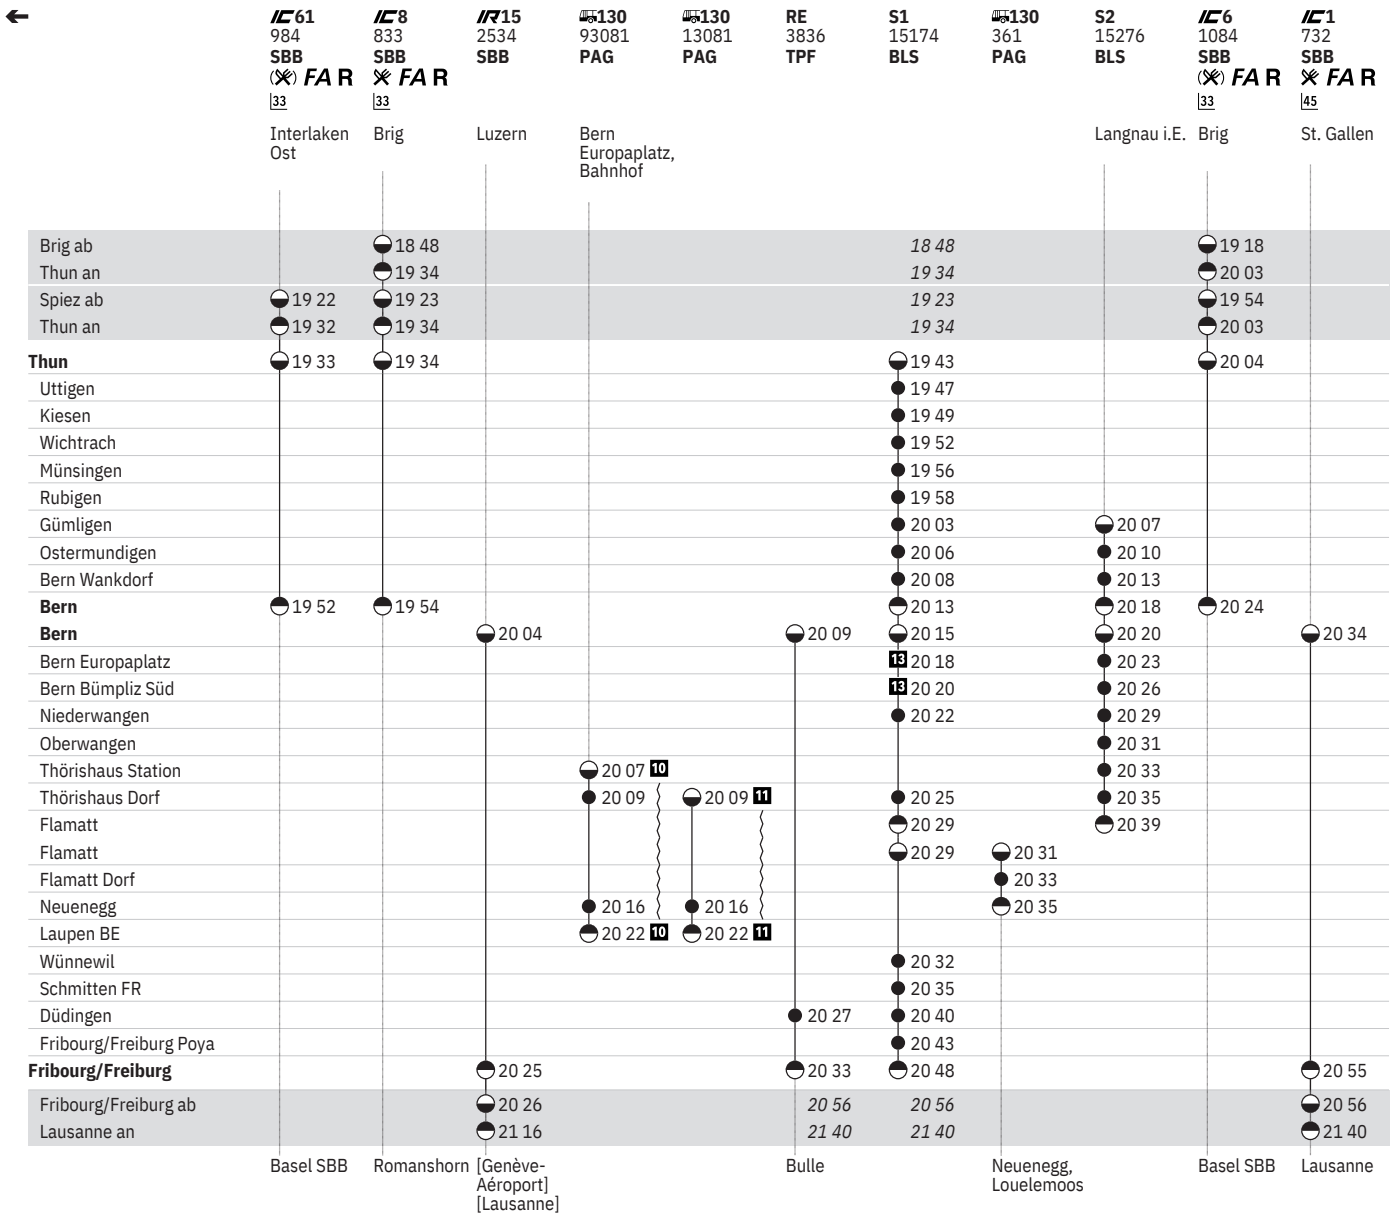 IC61 IC8 IR15 130 130 RE S1 130 S2 IC6 IC1
984 833 2534 93081 13081 3836 15174 361 15276 1084 732
SBB SBB SBB PAG PAG TPF BLS PAG BLS SBB SBB
FA R FA R FA R FA R
33 33 33 45
Interlaken Brig Luzern Bern Langnau i.E. Brig St. Gallen
Ost Europaplatz,
Bahnhof
Brig ab 18 48 18 48 19 18
Thun an 19 34 19 34 20 03
Spiez ab 19 22 19 23 19 23 19 54
Thun an 19 32 19 34 19 34 20 03
Thun 19 33 19 34 19 43 20 04
Uttigen 19 47
Kiesen 19 49
Wichtrach 19 52
Münsingen 19 56
Rubigen 19 58
Gümligen 20 03 20 07
Ostermundigen 20 06 20 10
Bern Wankdorf 20 08 20 13
Bern 19 52 19 54 20 13 20 18 20 24
Bern 20 04 20 09 20 15 20 20 20 34
Bern Europaplatz 13 20 18 20 23
Bern Bümpliz Süd 13 20 20 20 26
Niederwangen 20 22 20 29
Oberwangen 20 31
Thörishaus Station 20 07 10 20 33
Thörishaus Dorf 20 09 20 09 11 20 25 20 35
Flamatt 20 29 20 39
Flamatt 20 29 20 31
Flamatt Dorf 20 33
Neuenegg 20 16 20 16 20 35
Laupen BE 20 22 10 20 22 11
Wünnewil 20 32
Schmitten FR 20 35
Düdingen 20 27 20 40
Fribourg/Freiburg Poya 20 43
Fribourg/Freiburg 20 25 20 33 20 48 20 55
Fribourg/Freiburg ab 20 26 20 56 20 56 20 56
Lausanne an 21 16 21 40 21 40 21 40
Basel SBB Romanshorn [Genève- Bulle Neuenegg, Basel SBB Lausanne
Aéroport] Louelemoos
[Lausanne]